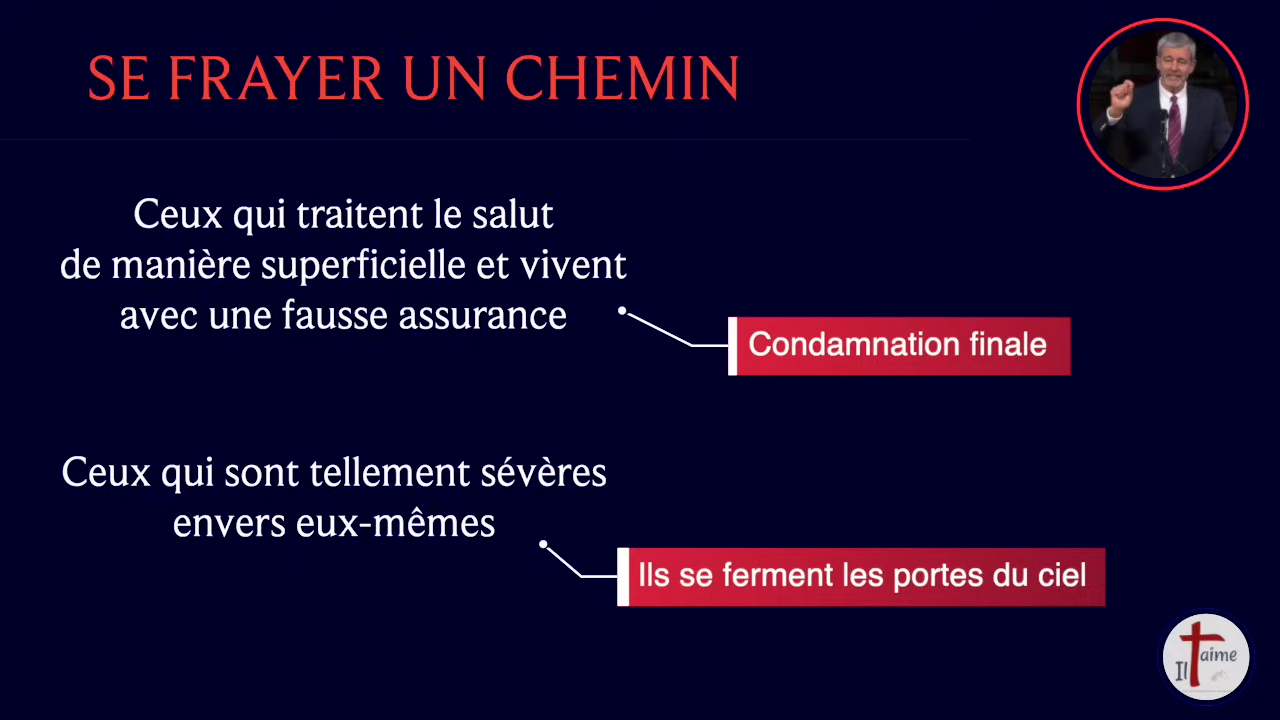 SE FRAYER UN CHEMIN
Ceux qui traitent le salut
de manière superficielle et vivent
avec une fausse assurance
Condamnation finale
Ceux qui sont tellement sévères
envers eux-mêmes
Ils se ferment les portes du ciel
Il t aime